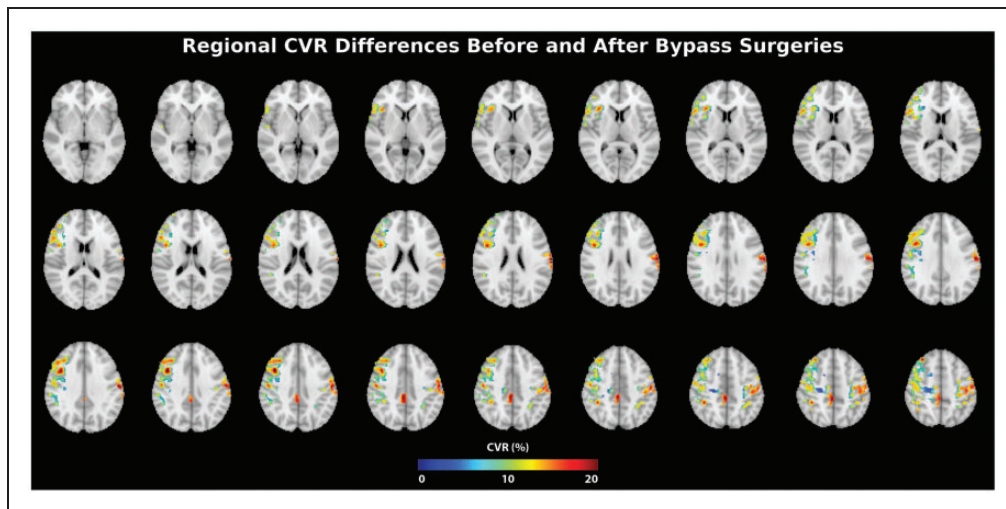 Regional CVR Differences Before and After Bypass Surgeries
CVR (%)
0 10 20